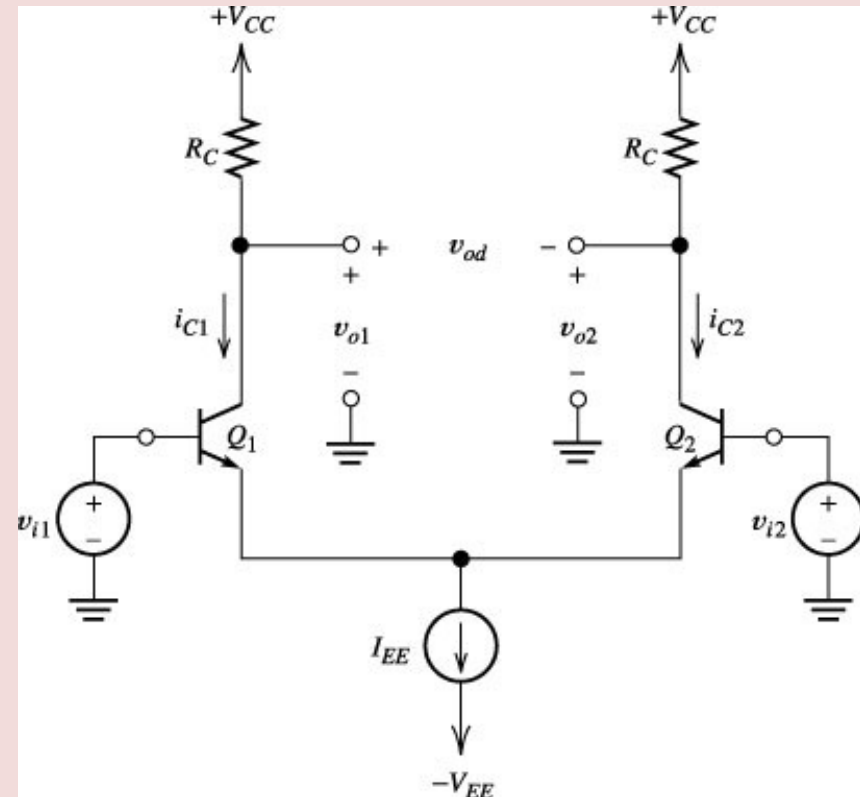 +V_CC +V_CC
R_C R_C
+ v_od −
+ +
i_C1 v_o1 v_o2 i_C2
− −
Q_1 Q_2
+ +
v_i1 v_i2
− −
I_EE
−V_EE